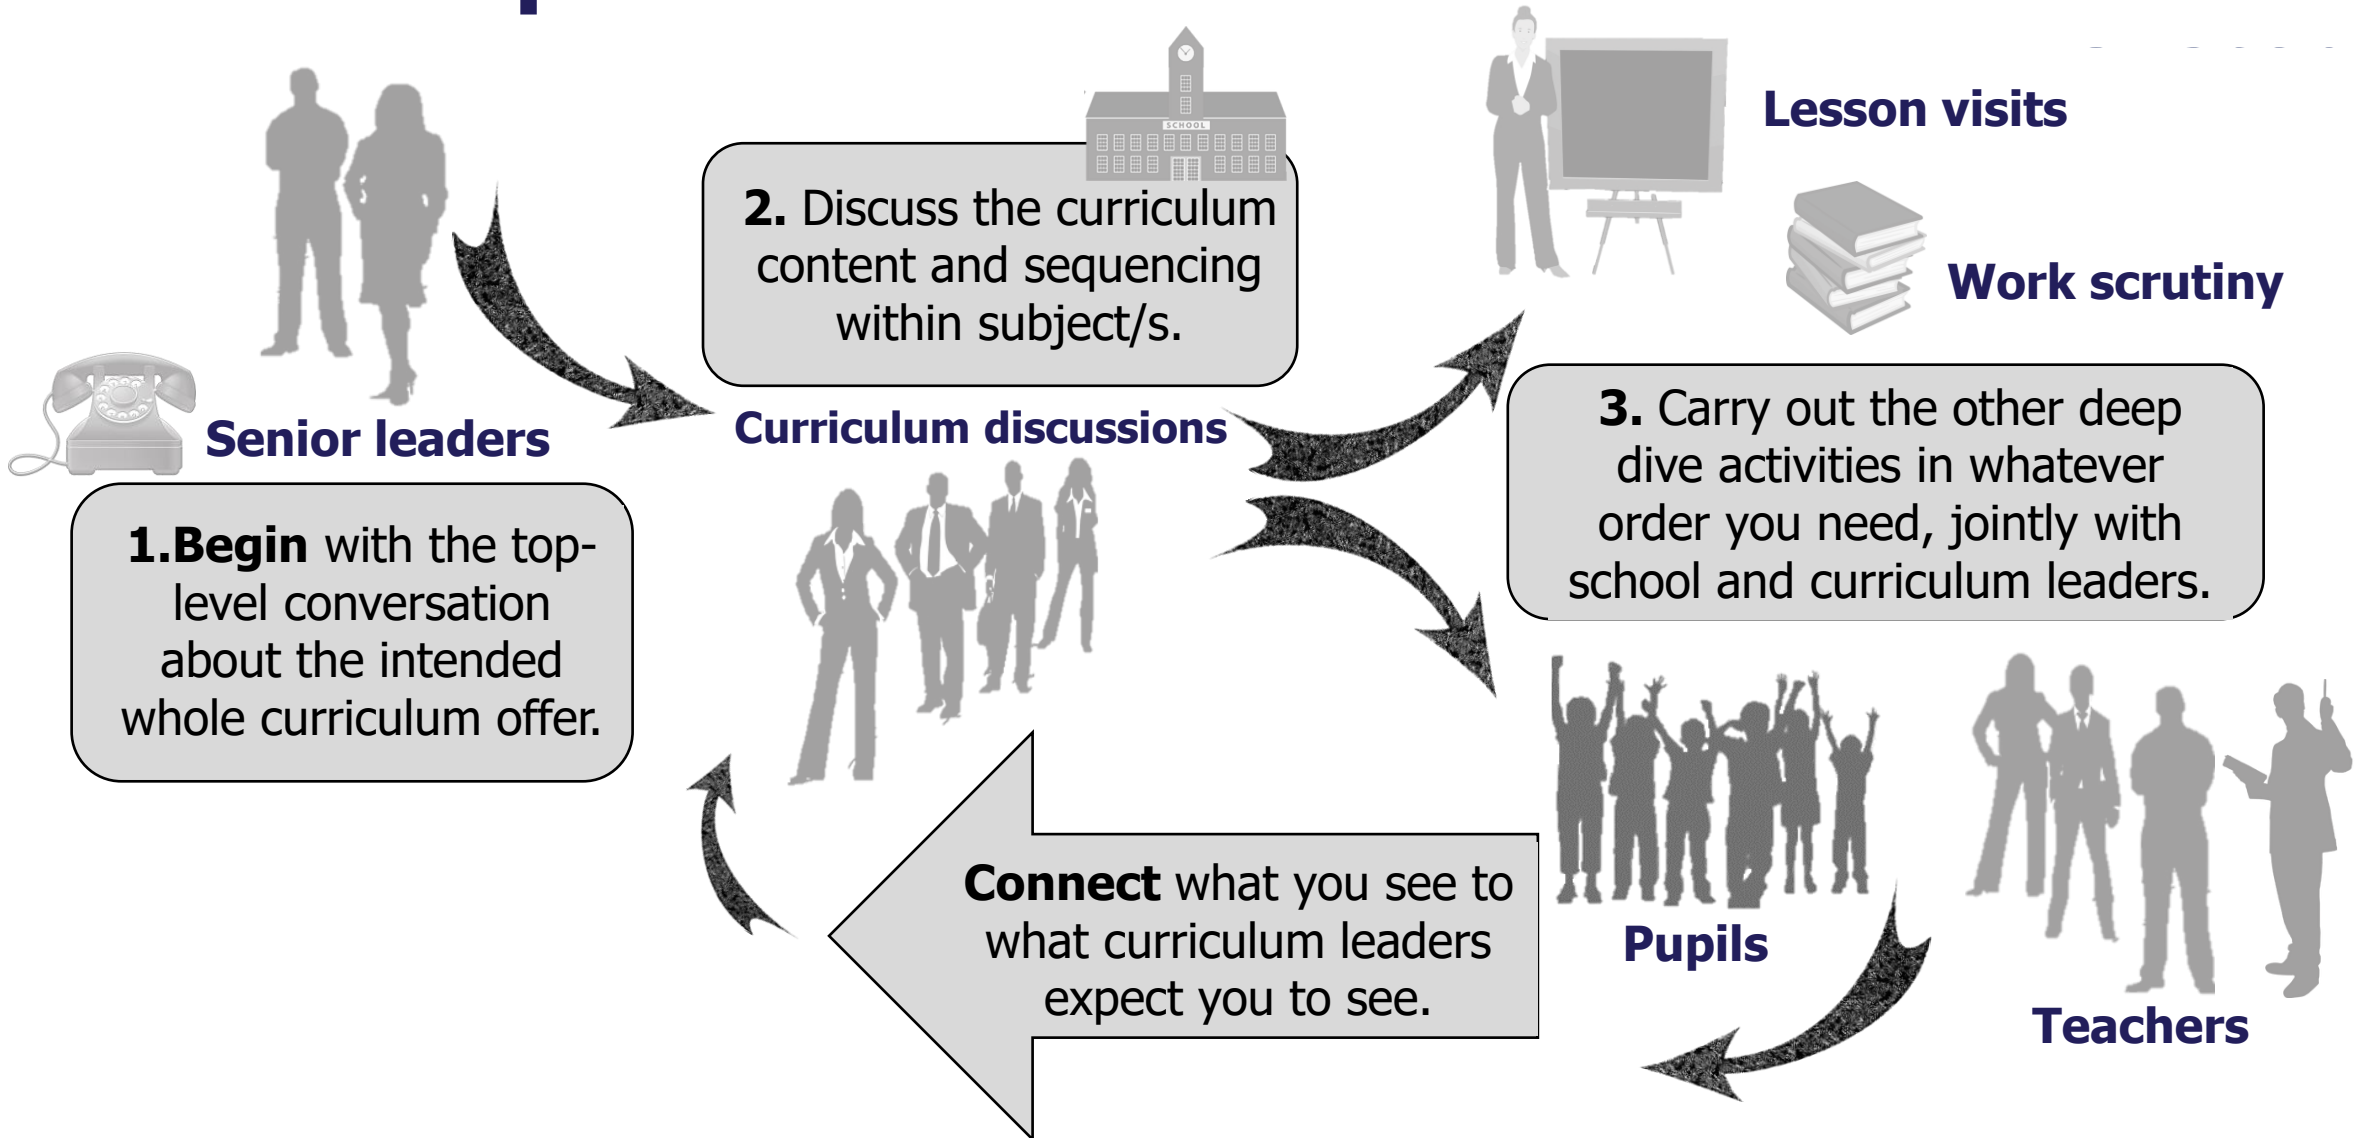 Senior leaders
1.Begin with the top-
level conversation
about the intended
whole curriculum offer.
SCHOOL
2. Discuss the curriculum
content and sequencing
within subject/s.
Curriculum discussions
Lesson visits
Work scrutiny
3. Carry out the other deep
dive activities in whatever
order you need, jointly with
school and curriculum leaders.
Pupils
Teachers
Connect what you see to
what curriculum leaders
expect you to see.